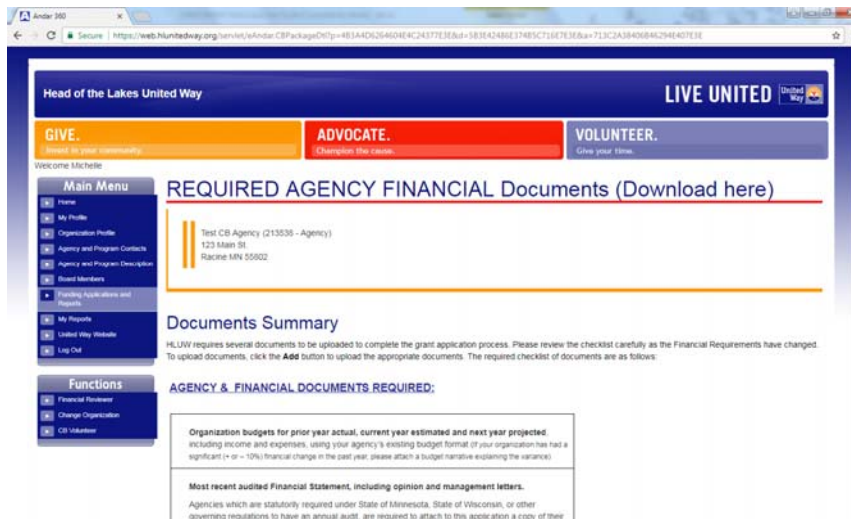 Andar 360
Secure | https://web.hlunitedway.org/servlet/eAndar.CBPackageDtl?p=
Head of the Lakes United Way
LIVE UNITED
United Way
GIVE.
Invest in your community.
ADVOCATE.
Champion the cause.
VOLUNTEER.
Give your time.
Welcome Michelle
Main Menu
Home
My Profile
Organization Profile
Agency and Program Contacts
Agency and Program Description
Board Members
Funding Applications and
Reports
My Reports
United Way Website
Log Out
Functions
Financial Reviewer
Change Organization
CB Volunteer
REQUIRED AGENCY FINANCIAL Documents (Download here)
Test CB Agency (213538 - Agency)
123 Main St.
Racine MN 55802
Documents Summary
HLUW requires several documents to be uploaded to complete the grant application process. Please review the checklist carefully as the Financial Requirements have changed.
To upload documents, click the Add button to upload the appropriate documents. The required checklist of documents are as follows:
AGENCY & FINANCIAL DOCUMENTS REQUIRED:
Organization budgets for prior year actual, current year estimated and next year projected,
including income and expenses, using your agency's existing budget format (If your organization has had a
significant (+ or – 10%) financial change in the past year, please attach a budget narrative explaining the variance)
Most recent audited Financial Statement, including opinion and management letters.
Agencies which are statutorily required under State of Minnesota, State of Wisconsin, or other
governing regulations to have an annual audit, are required to attach to this application a copy of their